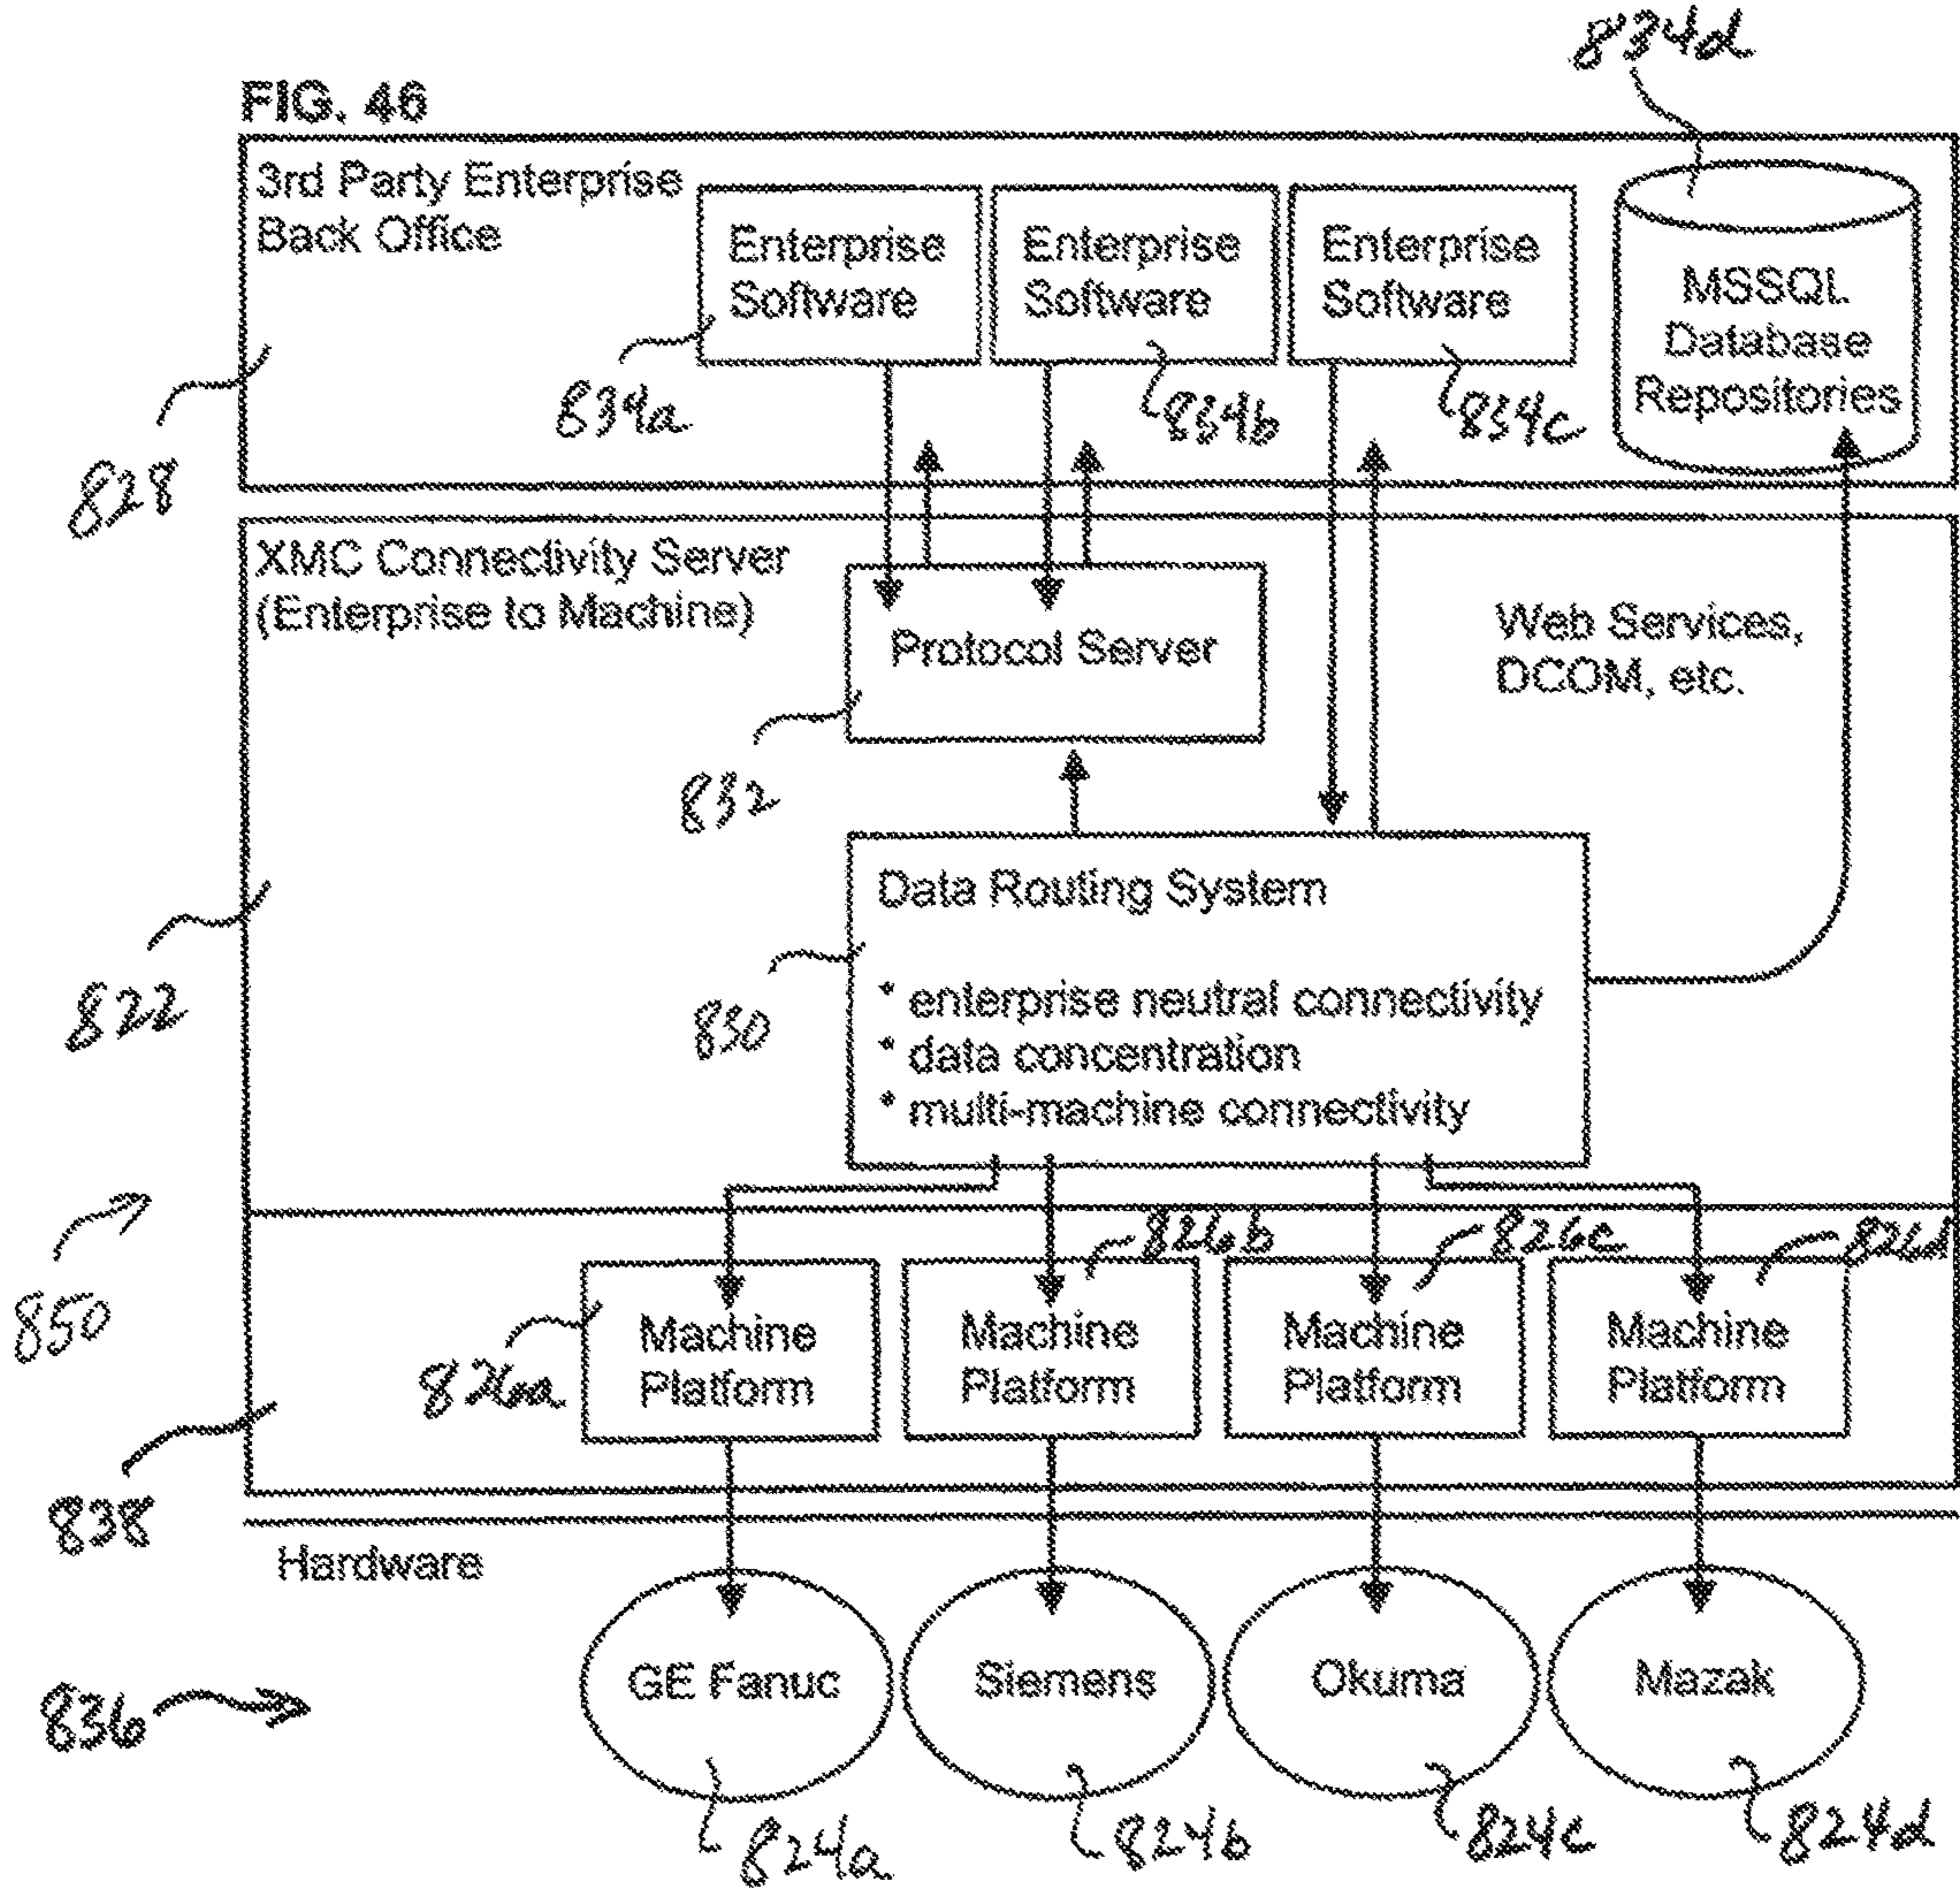 834d
FIG. 46
3rd Party Enterprise
Back Office
Enterprise
Software
Enterprise
Software
Enterprise
Software
MSSQL
Database
Repositories
834a
834b
834c
828
XMC Connectivity Server
(Enterprise to Machine)
Protocol Server
Web Services,
DCOM, etc.
832
Data Routing System
830
* enterprise neutral connectivity
* data concentration
* multi-machine connectivity
822
850
826b
826c
826d
Machine
Platform
Machine
Platform
Machine
Platform
Machine
Platform
826a
838
Hardware
GE Fanuc
Siemens
Okuma
Mazak
836
824a
824b
824c
824d